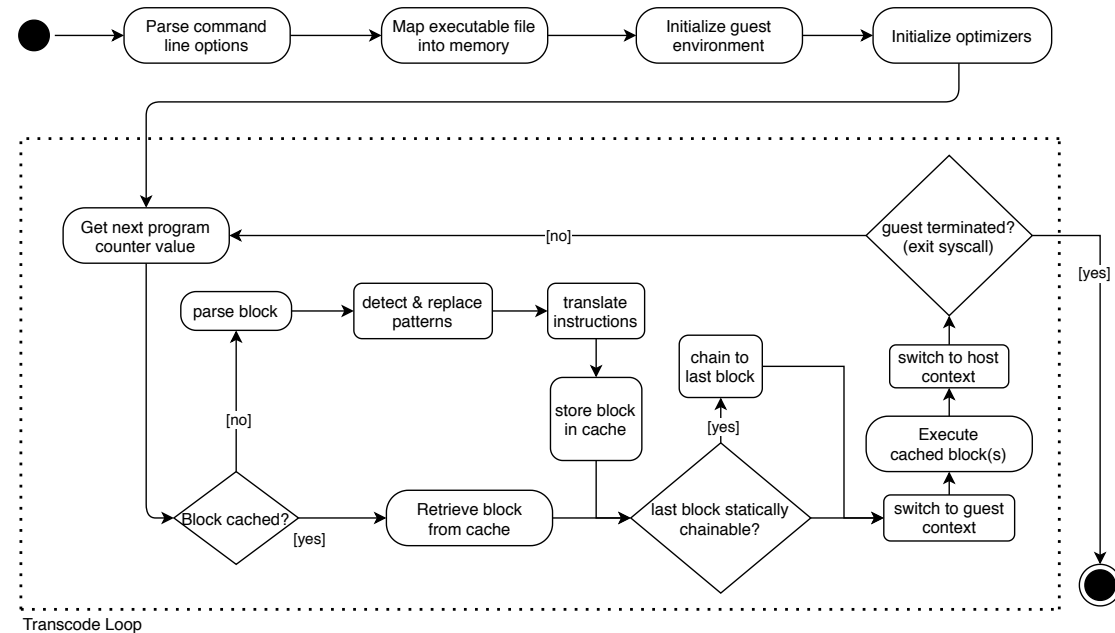 Parse command
line options
Map executable file
into memory
Initialize guest
environment
Initialize optimizers
Get next program
counter value
[no]
guest terminated?
(exit syscall)
[yes]
parse block
detect & replace
patterns
translate
instructions
chain to
last block
switch to host
context
store block
in cache
[no]
[yes]
Execute
cached block(s)
Block cached?
[yes]
Retrieve block
from cache
last block statically
chainable?
switch to guest
context
Transcode Loop